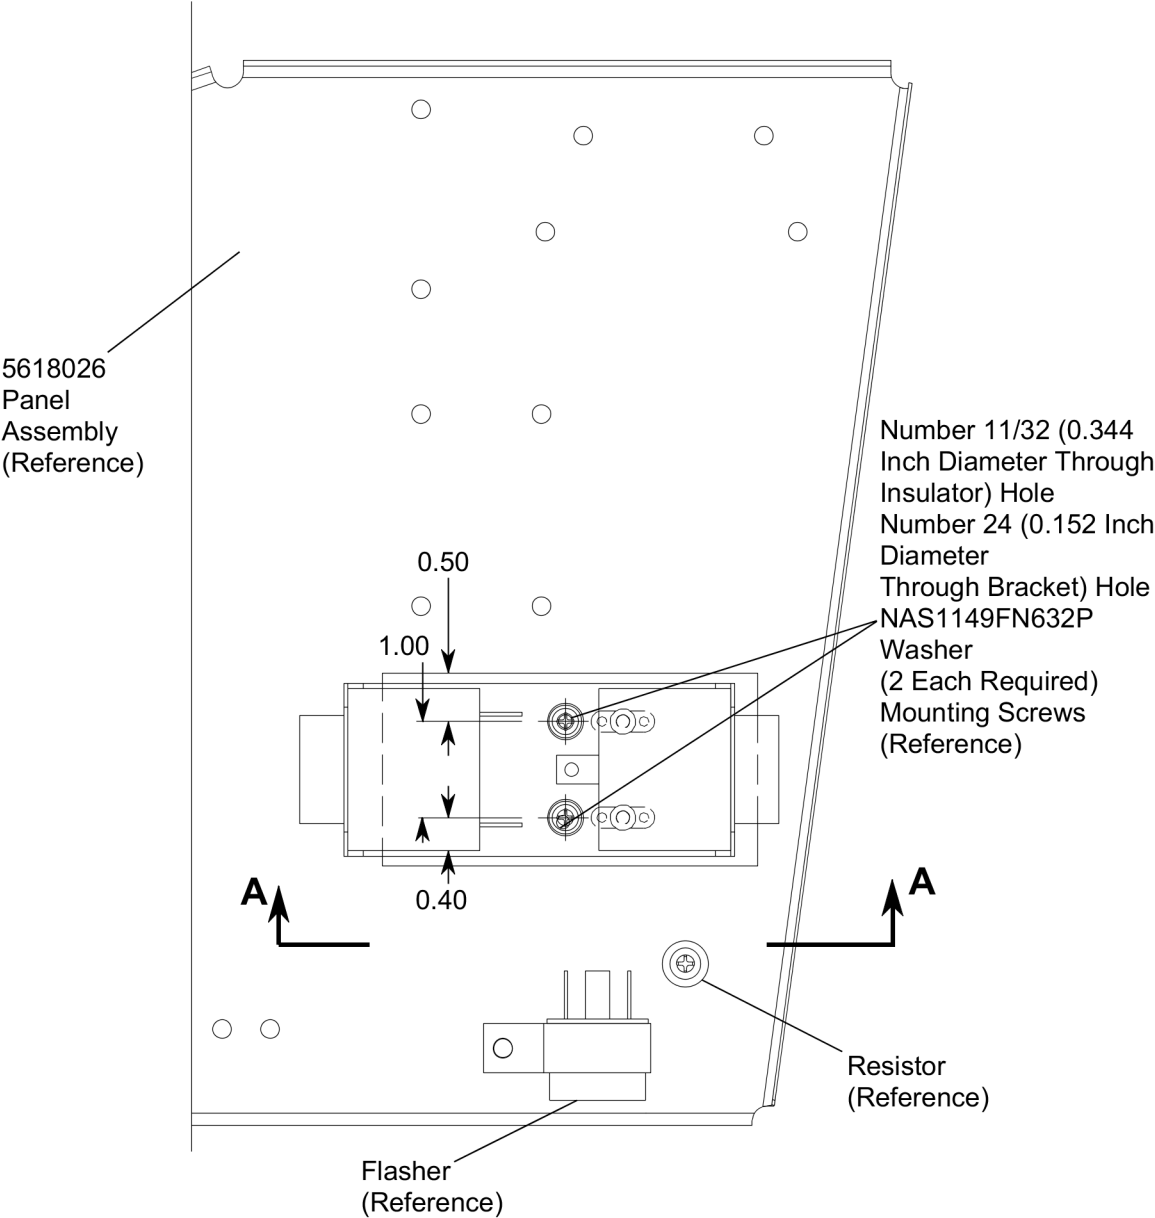 5618026
Panel
Assembly
(Reference)
Number 11/32 (0.344
Inch Diameter Through
Insulator) Hole
Number 24 (0.152 Inch
Diameter
Through Bracket) Hole
NAS1149FN632P
Washer
(2 Each Required)
Mounting Screws
(Reference)
0.50
1.00
0.40
A
A
Resistor
(Reference)
Flasher
(Reference)